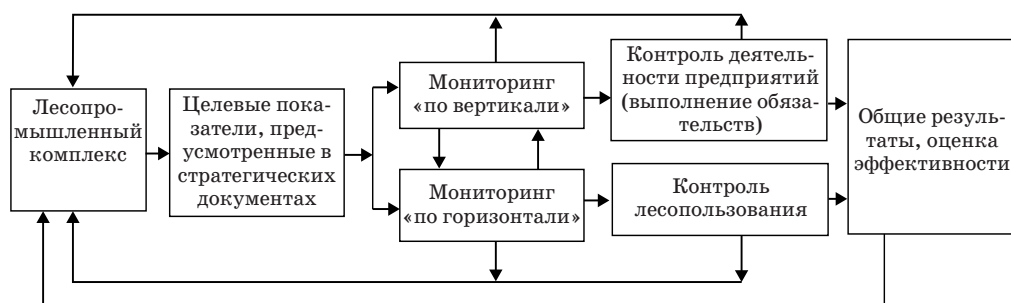 Лесопро-
мышленный
комплекс
Целевые пока-
затели, пред-
усмотренные в
стратегических
документах
Мониторинг
«по вертикали»
Мониторинг
«по горизонтали»
Контроль деятель-
ности предприятий
(выполнение обяза-
тельств)
Контроль
лесопользования
Общие резуль-
таты, оценка
эффективности